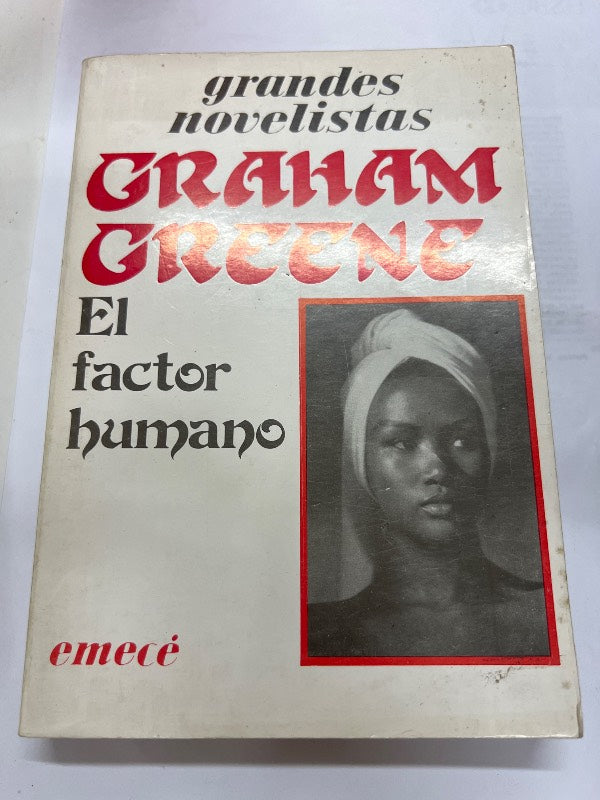 grandes
novelistas
GRAHAM
GREENE
El
factor
humano
emecé